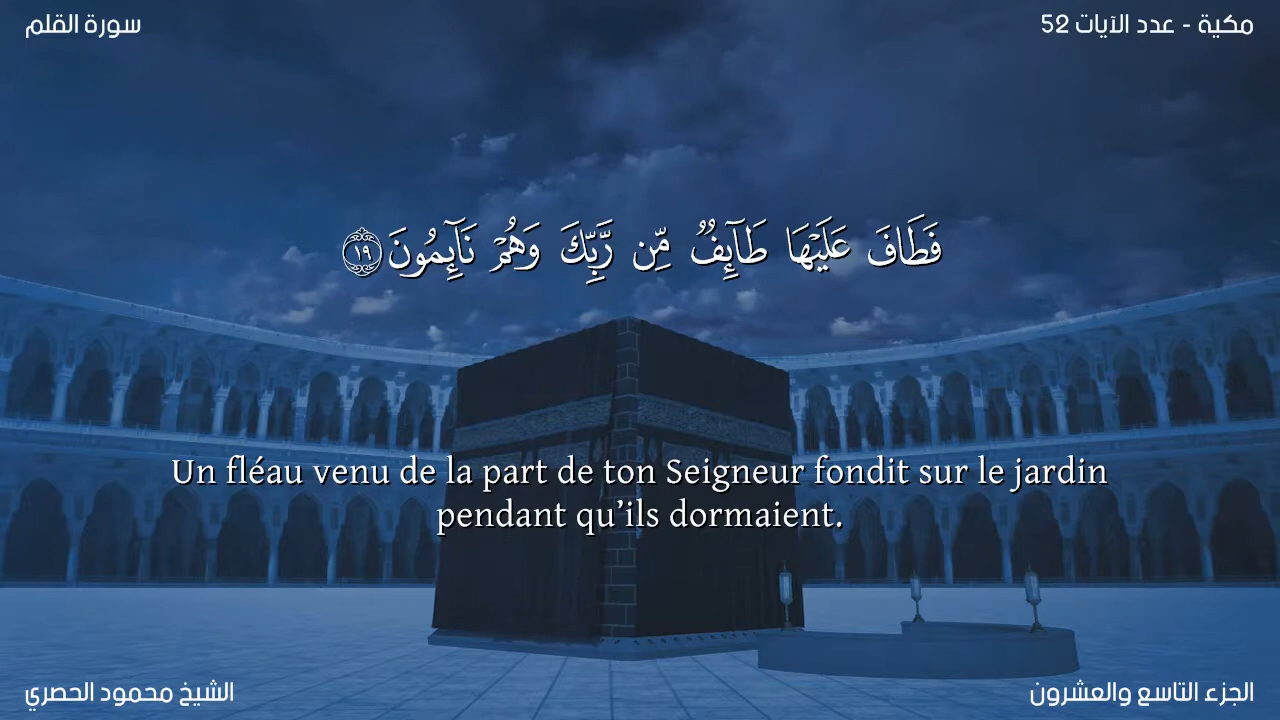 مكية - عدد الآيات 52
سورة القلم
فَطَافَ عَلَيْهَا طَآئِفٌ مِّن رَّبِّكَ وَهُمْ نَآئِمُونَ ١٩
Un fléau venu de la part de ton Seigneur fondit sur le jardin
pendant qu’ils dormaient.
الجزء التاسع والعشرون
الشيخ محمود الحصري